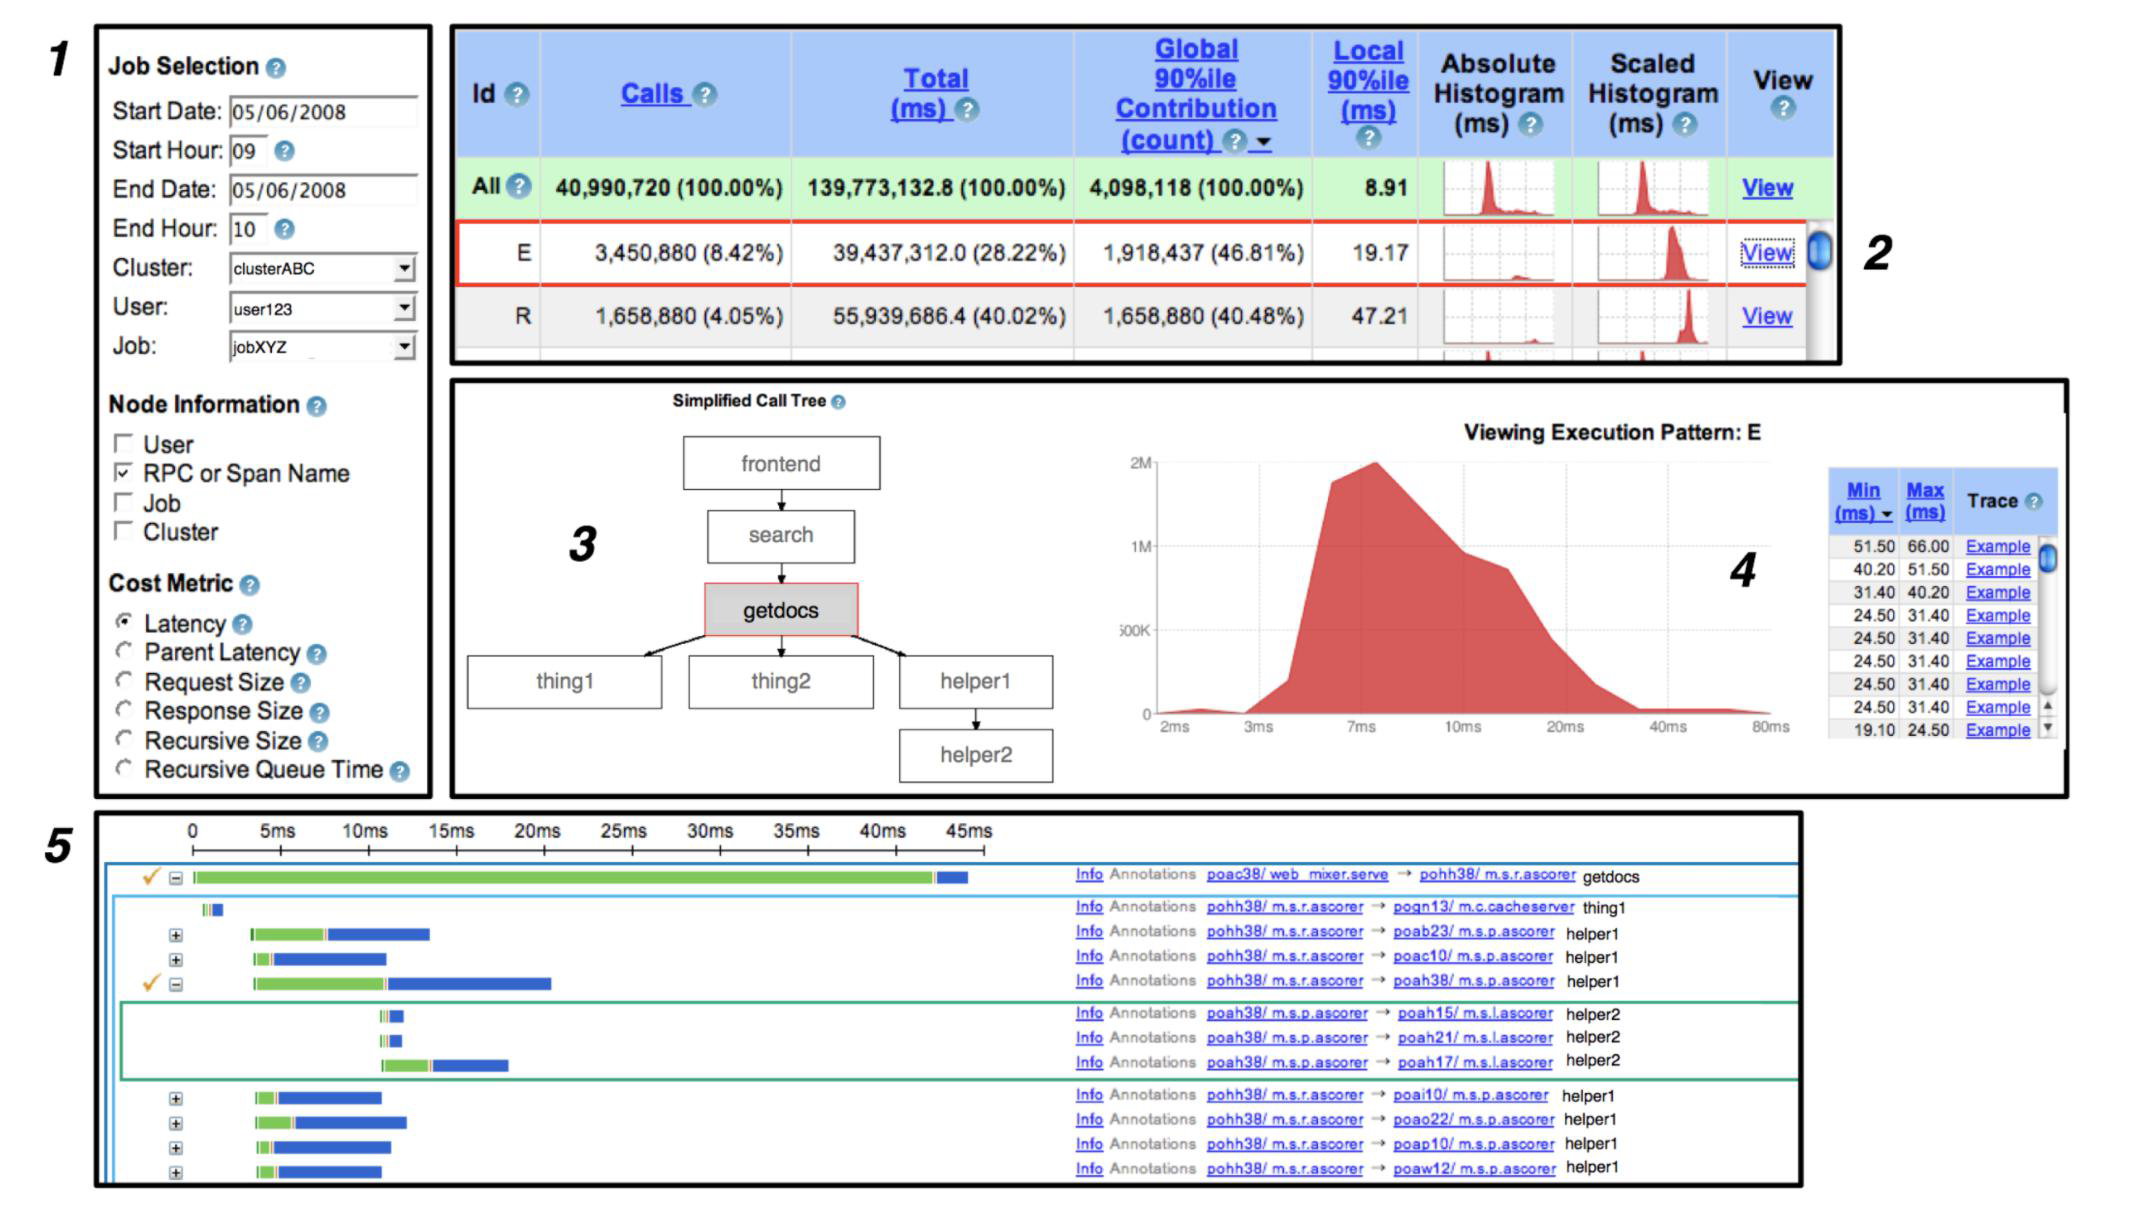 1
Job Selection ?
Start Date: 05/06/2008
Start Hour: 09 ?
End Date: 05/06/2008
End Hour: 10 ?
Cluster: clusterABC
User: user123
Job: jobXYZ
Node Information ?
User
RPC or Span Name
Job
Cluster
Cost Metric ?
Latency ?
Parent Latency ?
Request Size ?
Response Size ?
Recursive Size ?
Recursive Queue Time ?
Id ?
Calls ?
Total
(ms) ?
Global
90%ile
Contribution
(count) ?
Local
90%ile
(ms)
?
Absolute
Histogram
(ms) ?
Scaled
Histogram
(ms) ?
View
?
All ? 40,990,720 (100.00%) 139,773,132.8 (100.00%) 4,098,118 (100.00%) 8.91 View
E 3,450,880 (8.42%) 39,437,312.0 (28.22%) 1,918,437 (46.81%) 19.17 View
R 1,658,880 (4.05%) 55,939,686.4 (40.02%) 1,658,880 (40.48%) 47.21 View
2
Simplified Call Tree ?
frontend
search
getdocs
thing1 thing2 helper1
helper2
3
Viewing Execution Pattern: E
2M
1M
500K
0
2ms 3ms 7ms 10ms 20ms 40ms 80ms
4
Min
(ms)
Max
(ms)
Trace ?
51.50 66.00 Example
40.20 51.50 Example
31.40 40.20 Example
24.50 31.40 Example
24.50 31.40 Example
24.50 31.40 Example
24.50 31.40 Example
24.50 31.40 Example
19.10 24.50 Example
5
0 5ms 10ms 15ms 20ms 25ms 30ms 35ms 40ms 45ms
Info Annotations poac38/ web_mixer.serve → pohh38/ m.s.r.ascorer getdocs
Info Annotations pohh38/ m.s.r.ascorer → pogn13/ m.c.cacheserver thing1
Info Annotations pohh38/ m.s.r.ascorer → poab23/ m.s.p.ascorer helper1
Info Annotations pohh38/ m.s.r.ascorer → poac10/ m.s.p.ascorer helper1
Info Annotations pohh38/ m.s.r.ascorer → poah38/ m.s.p.ascorer helper1
Info Annotations poah38/ m.s.p.ascorer → poah15/ m.s.l.ascorer helper2
Info Annotations poah38/ m.s.p.ascorer → poah21/ m.s.l.ascorer helper2
Info Annotations poah38/ m.s.p.ascorer → poah17/ m.s.l.ascorer helper2
Info Annotations pohh38/ m.s.r.ascorer → poai10/ m.s.p.ascorer helper1
Info Annotations pohh38/ m.s.r.ascorer → poao22/ m.s.p.ascorer helper1
Info Annotations pohh38/ m.s.r.ascorer → poap10/ m.s.p.ascorer helper1
Info Annotations pohh38/ m.s.r.ascorer → poaw12/ m.s.p.ascorer helper1